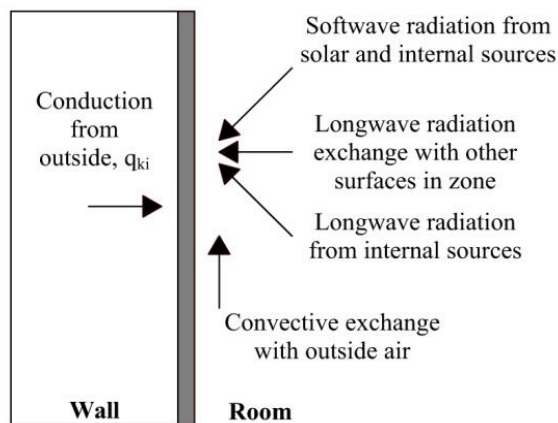 Softwave radiation from
solar and internal sources
Conduction
from
outside, qki
Longwave radiation
exchange with other
surfaces in zone
Longwave radiation
from internal sources
Convective exchange
with outside air
Wall
Room